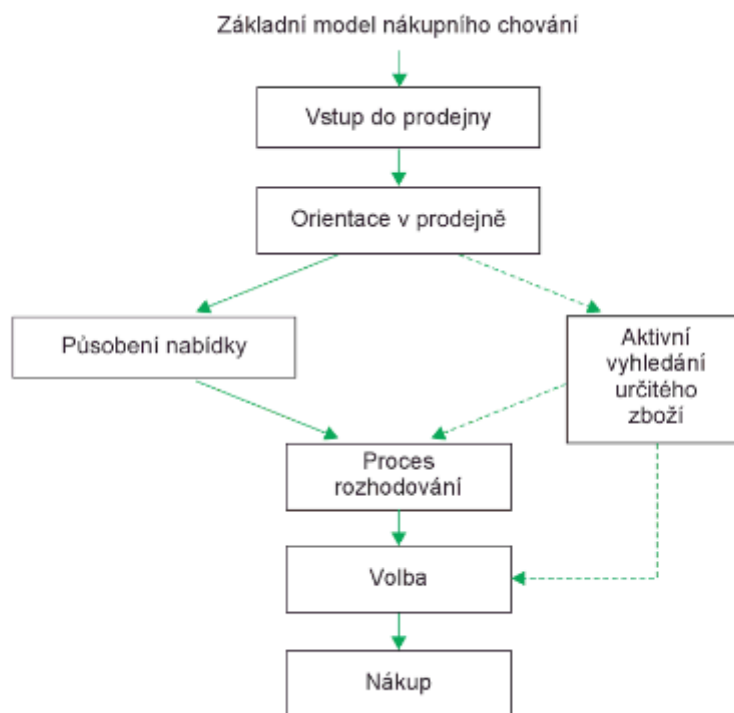 Základní model nákupního chování
Vstup do prodejny
Orientace v prodejně
Působení nabídky
Aktivní
vyhledání
určitého
zboží
Proces
rozhodování
Volba
Nákup